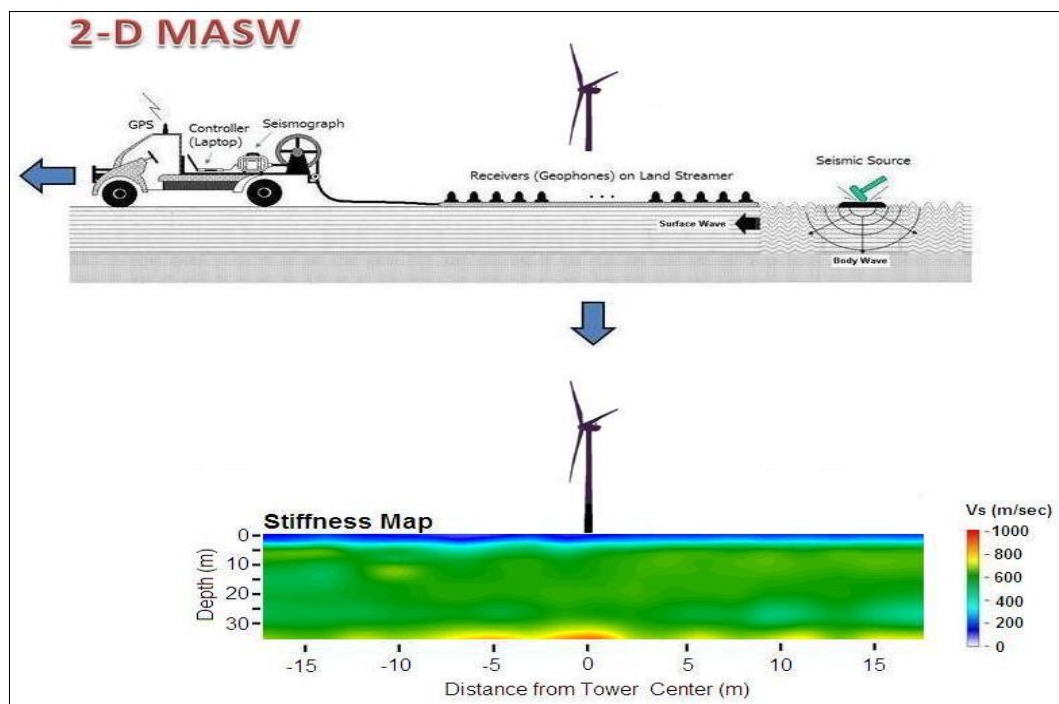 2-D MASW
GPS
Controller
(Laptop)
Seismograph
Receivers (Geophones) on Land Streamer
. . .
Seismic Source
Surface Wave
Body Wave
Stiffness Map
Vs (m/sec)
1000
800
600
400
200
0
Depth (m)
0
10
20
30
-15
-10
-5
0
5
10
15
Distance from Tower Center (m)